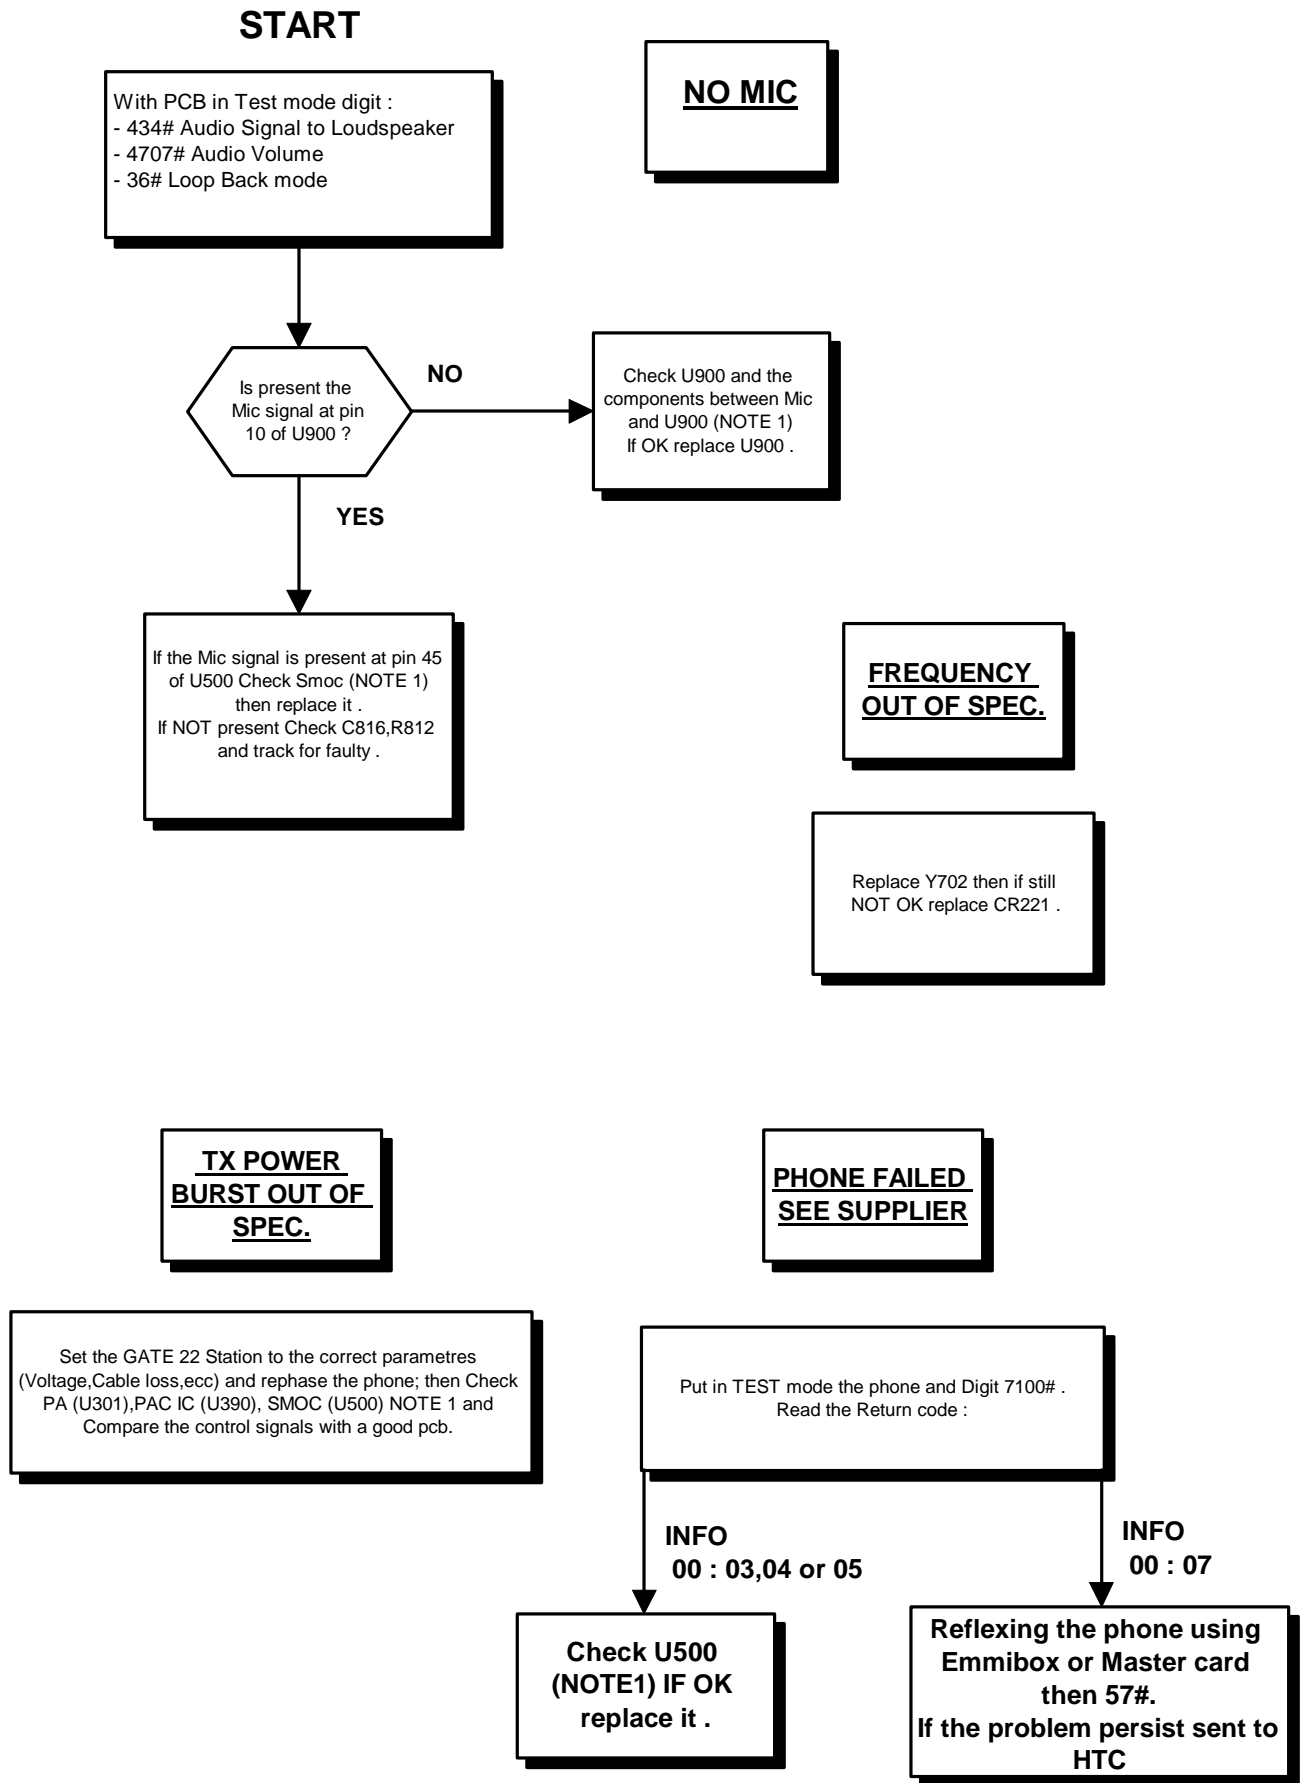 START
With PCB in Test mode digit :
- 434# Audio Signal to Loudspeaker
- 4707# Audio Volume
- 36# Loop Back mode
NO MIC
Is present the
Mic signal at pin
10 of U900 ?
NO
Check U900 and the
components between Mic
and U900 (NOTE 1)
If OK replace U900 .
YES
If the Mic signal is present at pin 45
of U500 Check Smoc (NOTE 1)
then replace it .
If NOT present Check C816,R812
and track for faulty .
FREQUENCY
OUT OF SPEC.
Replace Y702 then if still
NOT OK replace CR221 .
TX POWER
BURST OUT OF
SPEC.
Set the GATE 22 Station to the correct parametres
(Voltage,Cable loss,ecc) and rephase the phone; then Check
PA (U301),PAC IC (U390), SMOC (U500) NOTE 1 and
Compare the control signals with a good pcb.
PHONE FAILED
SEE SUPPLIER
Put in TEST mode the phone and Digit 7100# .
Read the Return code :
INFO
00 : 03,04 or 05
Check U500
(NOTE1) IF OK
replace it .
INFO
00 : 07
Reflexing the phone using
Emmibox or Master card
then 57#.
If the problem persist sent to
HTC